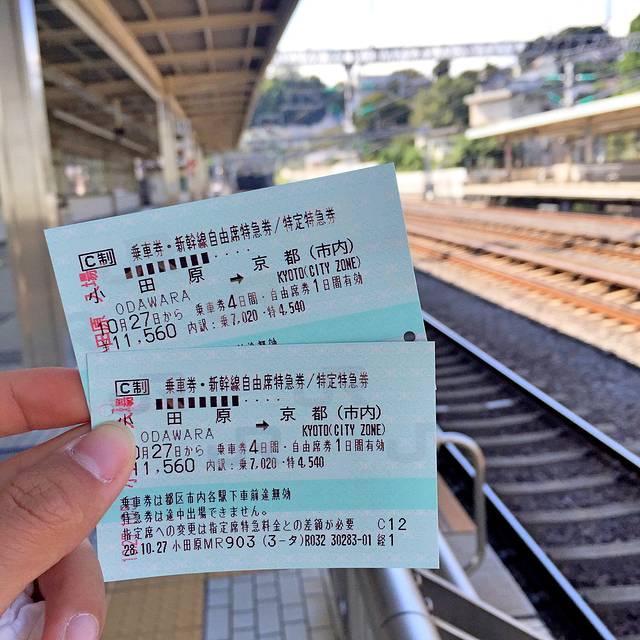 C制 乗車券・新幹線自由席特急券/特定特急券
小田原 → 京都(市内)
ODAWARA KYOTO(CITY ZONE)
10月27日から 乗車券4日間・自由席券1日間有効
11,560 内訳:乗7,020・特4,540
C制 乗車券・新幹線自由席特急券/特定特急券
田原 → 京都(市内)
ODAWARA KYOTO(CITY ZONE)
月27日から 乗車券4日間・自由席券1日間有効
11,560 内訳:乗7,020・特4,540
乗車券は都区市内各駅下車前途無効
特急券は途中出場できません。
指定席への変更は指定席特急料金との差額が必要 C12
28.10.27 小田原MR903 (3-タ) R032 30283-01 経1